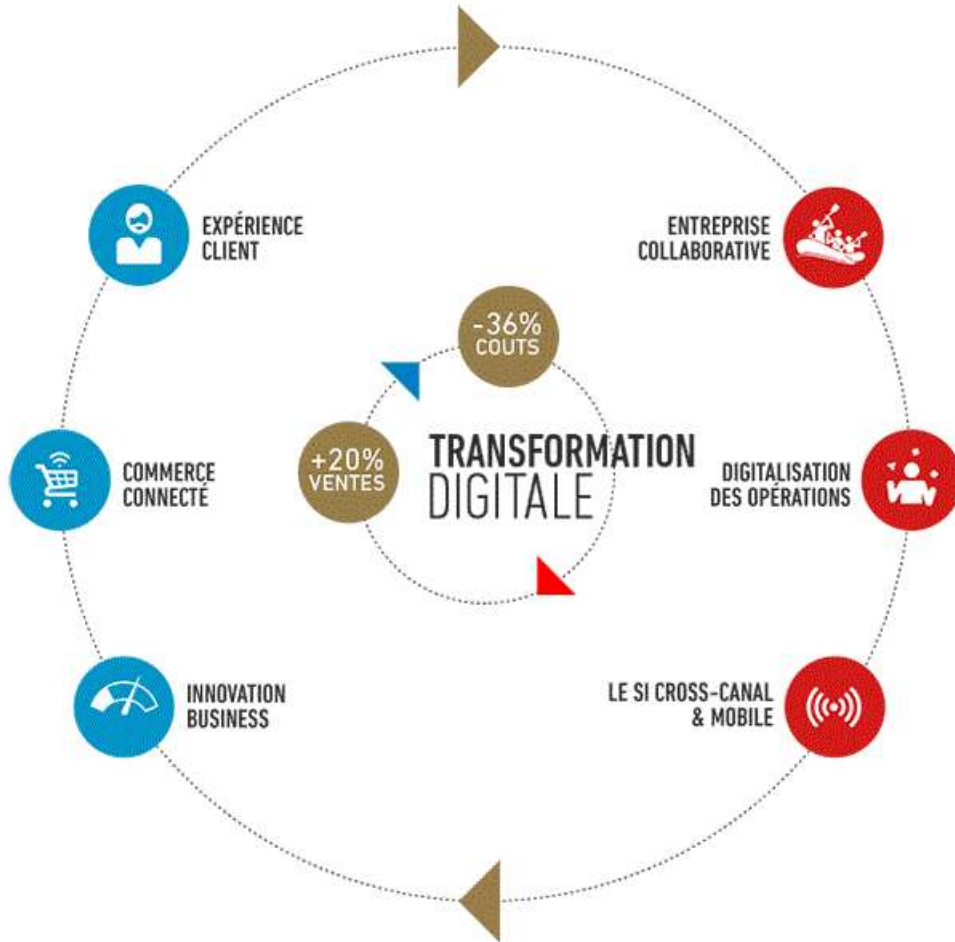 EXPÉRIENCE
CLIENT
ENTREPRISE
COLLABORATIVE
-36%
COUTS
+20%
VENTES
TRANSFORMATION
DIGITALE
COMMERCE
CONNECTÉ
DIGITALISATION
DES OPÉRATIONS
INNOVATION
BUSINESS
LE SI CROSS-CANAL
& MOBILE